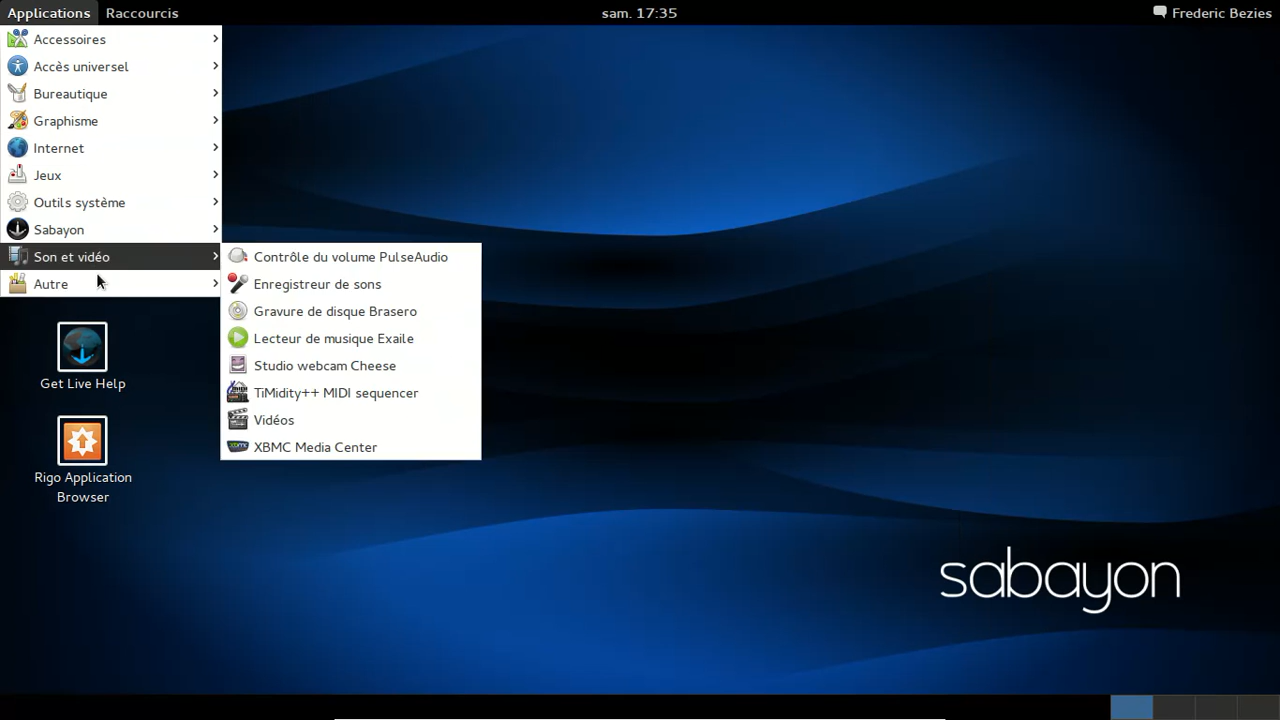 Applications
Raccourcis
sam. 17:35
Frederic Bezies
Accessoires
Accès universel
Bureautique
Graphisme
Internet
Jeux
Outils système
Sabayon
Son et vidéo
Autre
Contrôle du volume PulseAudio
Enregistreur de sons
Gravure de disque Brasero
Lecteur de musique Exaile
Studio webcam Cheese
TiMidity++ MIDI sequencer
Vidéos
xbmc XBMC Media Center
Get Live Help
Rigo Application
Browser
sabayon